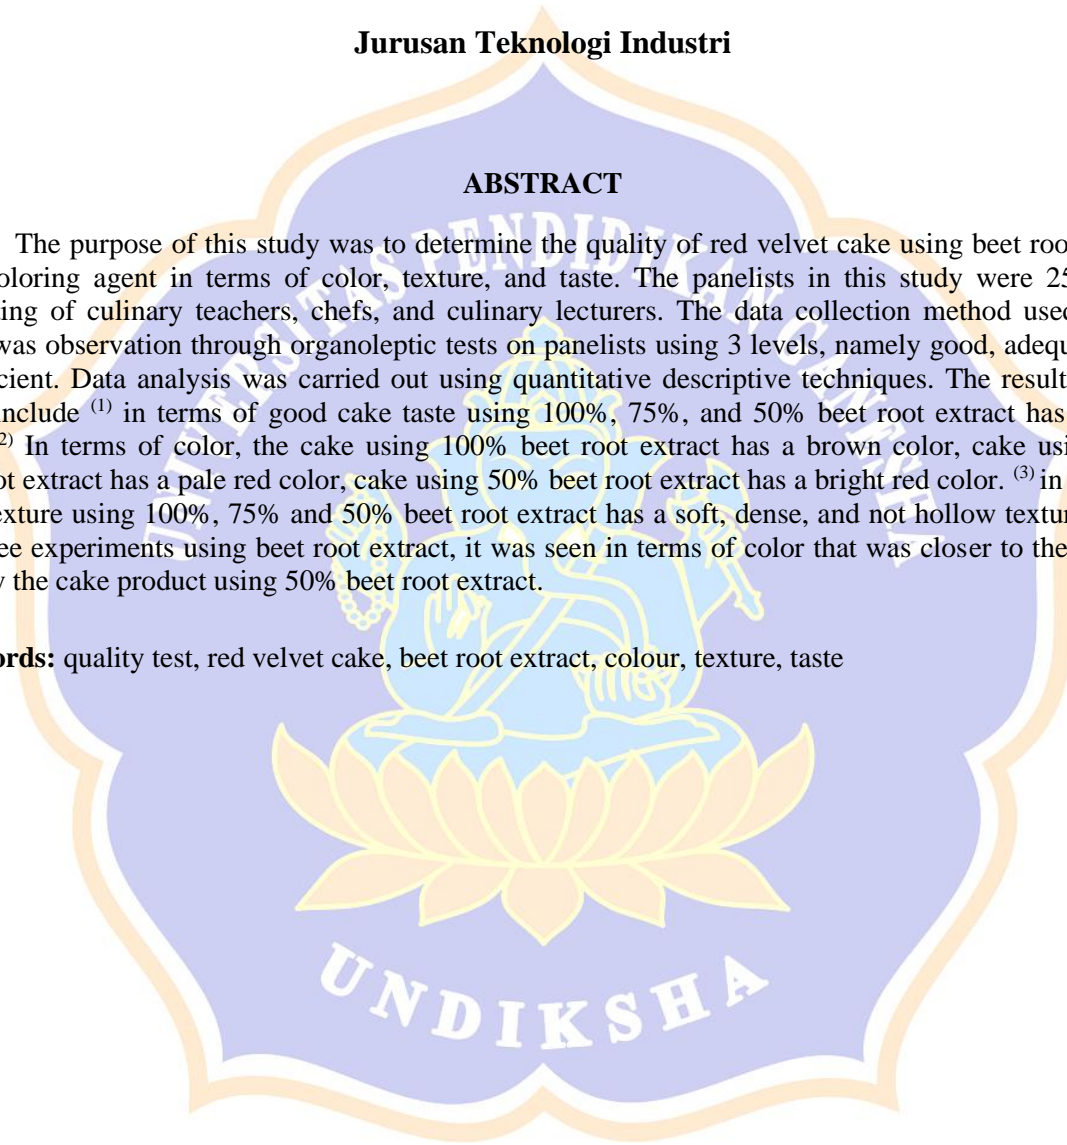 Jurusan Teknologi Industri
ABSTRACT
The purpose of this study was to determine the quality of red velvet cake using beet roo
oloring agent in terms of color, texture, and taste. The panelists in this study were 25
ting of culinary teachers, chefs, and culinary lecturers. The data collection method used
was observation through organoleptic tests on panelists using 3 levels, namely good, adequ
cient. Data analysis was carried out using quantitative descriptive techniques. The result
include (1) in terms of good cake taste using 100%, 75%, and 50% beet root extract has
2) In terms of color, the cake using 100% beet root extract has a brown color, cake usi
ot extract has a pale red color, cake using 50% beet root extract has a bright red color. (3) in
exture using 100%, 75% and 50% beet root extract has a soft, dense, and not hollow textur
ee experiments using beet root extract, it was seen in terms of color that was closer to the
y the cake product using 50% beet root extract.
ords: quality test, red velvet cake, beet root extract, colour, texture, taste
UNIVERSITAS PENDIDIKAN GANESHA
UNDIKSHA